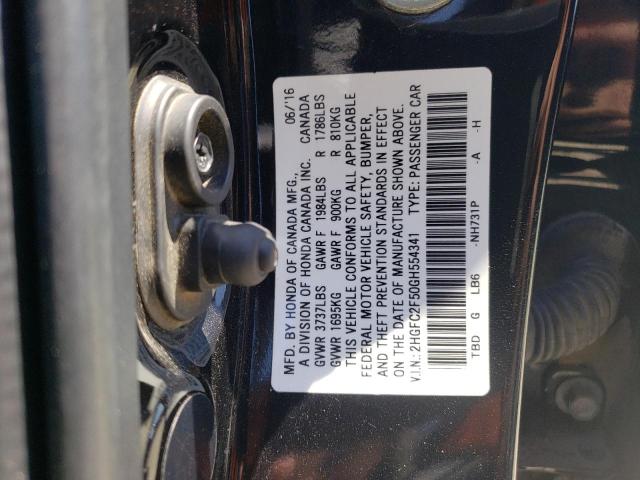 MFD. BY HONDA OF CANADA MFG., 06/'16
A DIVISION OF HONDA CANADA INC. CANADA
GVWR 3737LBS GAWR F 1984LBS R 1786LBS
GVWR 1695KG GAWR F 900KG R 810KG
THIS VEHICLE CONFORMS TO ALL APPLICABLE
FEDERAL MOTOR VEHICLE SAFETY, BUMPER,
AND THEFT PREVENTION STANDARDS IN EFFECT
ON THE DATE OF MANUFACTURE SHOWN ABOVE.
V.I.N.: 2HGFC2F50GH554341 TYPE: PASSENGER CAR
TBD G LB6 -NH731P -A -H